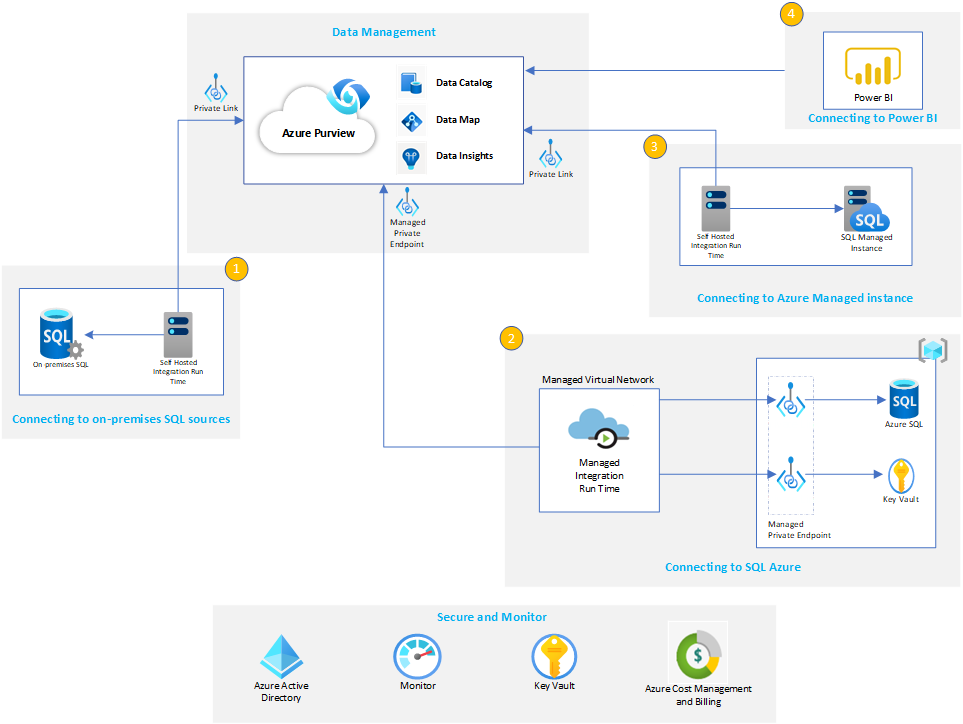 Data Management
Private Link
Azure Purview
Data Catalog
Data Map
Data Insights
Private Link
Managed
Private
Endpoint
4
Power BI
Connecting to Power BI
3
Self Hosted
Integration Run
Time
SQL
SQL Managed
Instance
Connecting to Azure Managed instance
1
SQL
On-premises SQL
Self Hosted
Integration Run
Time
Connecting to on-premises SQL sources
2
Managed Virtual Network
Managed
Integration
Run Time
SQL
Azure SQL
Key Vault
Managed
Private Endpoint
Connecting to SQL Azure
Secure and Monitor
Azure Active
Directory
Monitor
Key Vault
$
Azure Cost Management
and Billing